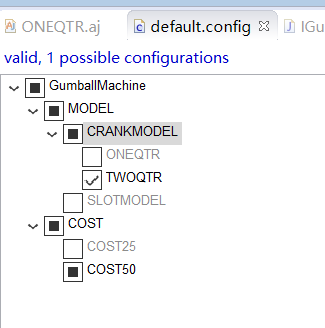 ONEQTR.aj
default.config
IGu
valid, 1 possible configurations
GumballMachine
MODEL
CRANKMODEL
ONEQTR
TWOQTR
SLOTMODEL
COST
COST25
COST50